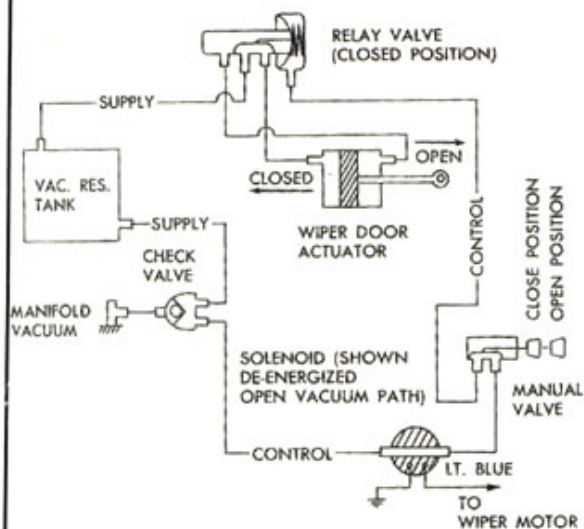 RELAY VALVE
(CLOSED POSITION)
SUPPLY
OPEN
CLOSED
VAC. RES.
TANK
WIPER DOOR
ACTUATOR
SUPPLY
CONTROL
CLOSE POSITION
OPEN POSITION
CHECK
VALVE
MANIFOLD
VACUUM
SOLENOID (SHOWN
DE-ENERGIZED
OPEN VACUUM PATH)
MANUAL
VALVE
CONTROL
LT. BLUE
TO
WIPER MOTOR